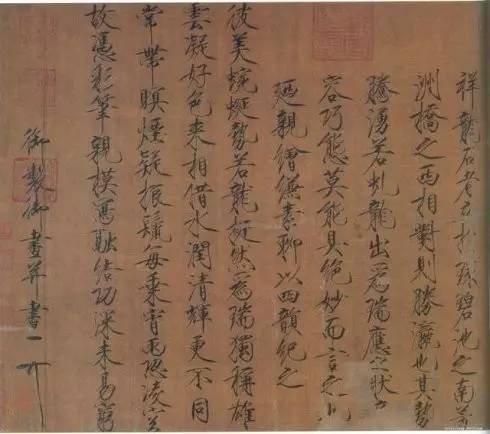 祥龍石者立於環碧池之南芳
洲橋之西相對則勝瀛也其勢
騰湧若虬龍出為瑞應之狀奇
容巧態莫能具絕妙而言之也
廼親繪縑素聊以四韻紀之
彼美蜿蜒勢若龍挺然為瑞獨稱雄
雲凝好色來相借水潤清輝更不同
常帶暝煙疑振鬣每乘宵雨恐凌空
故憑彩筆親模寫融結功深未易窮
御製御畫并書